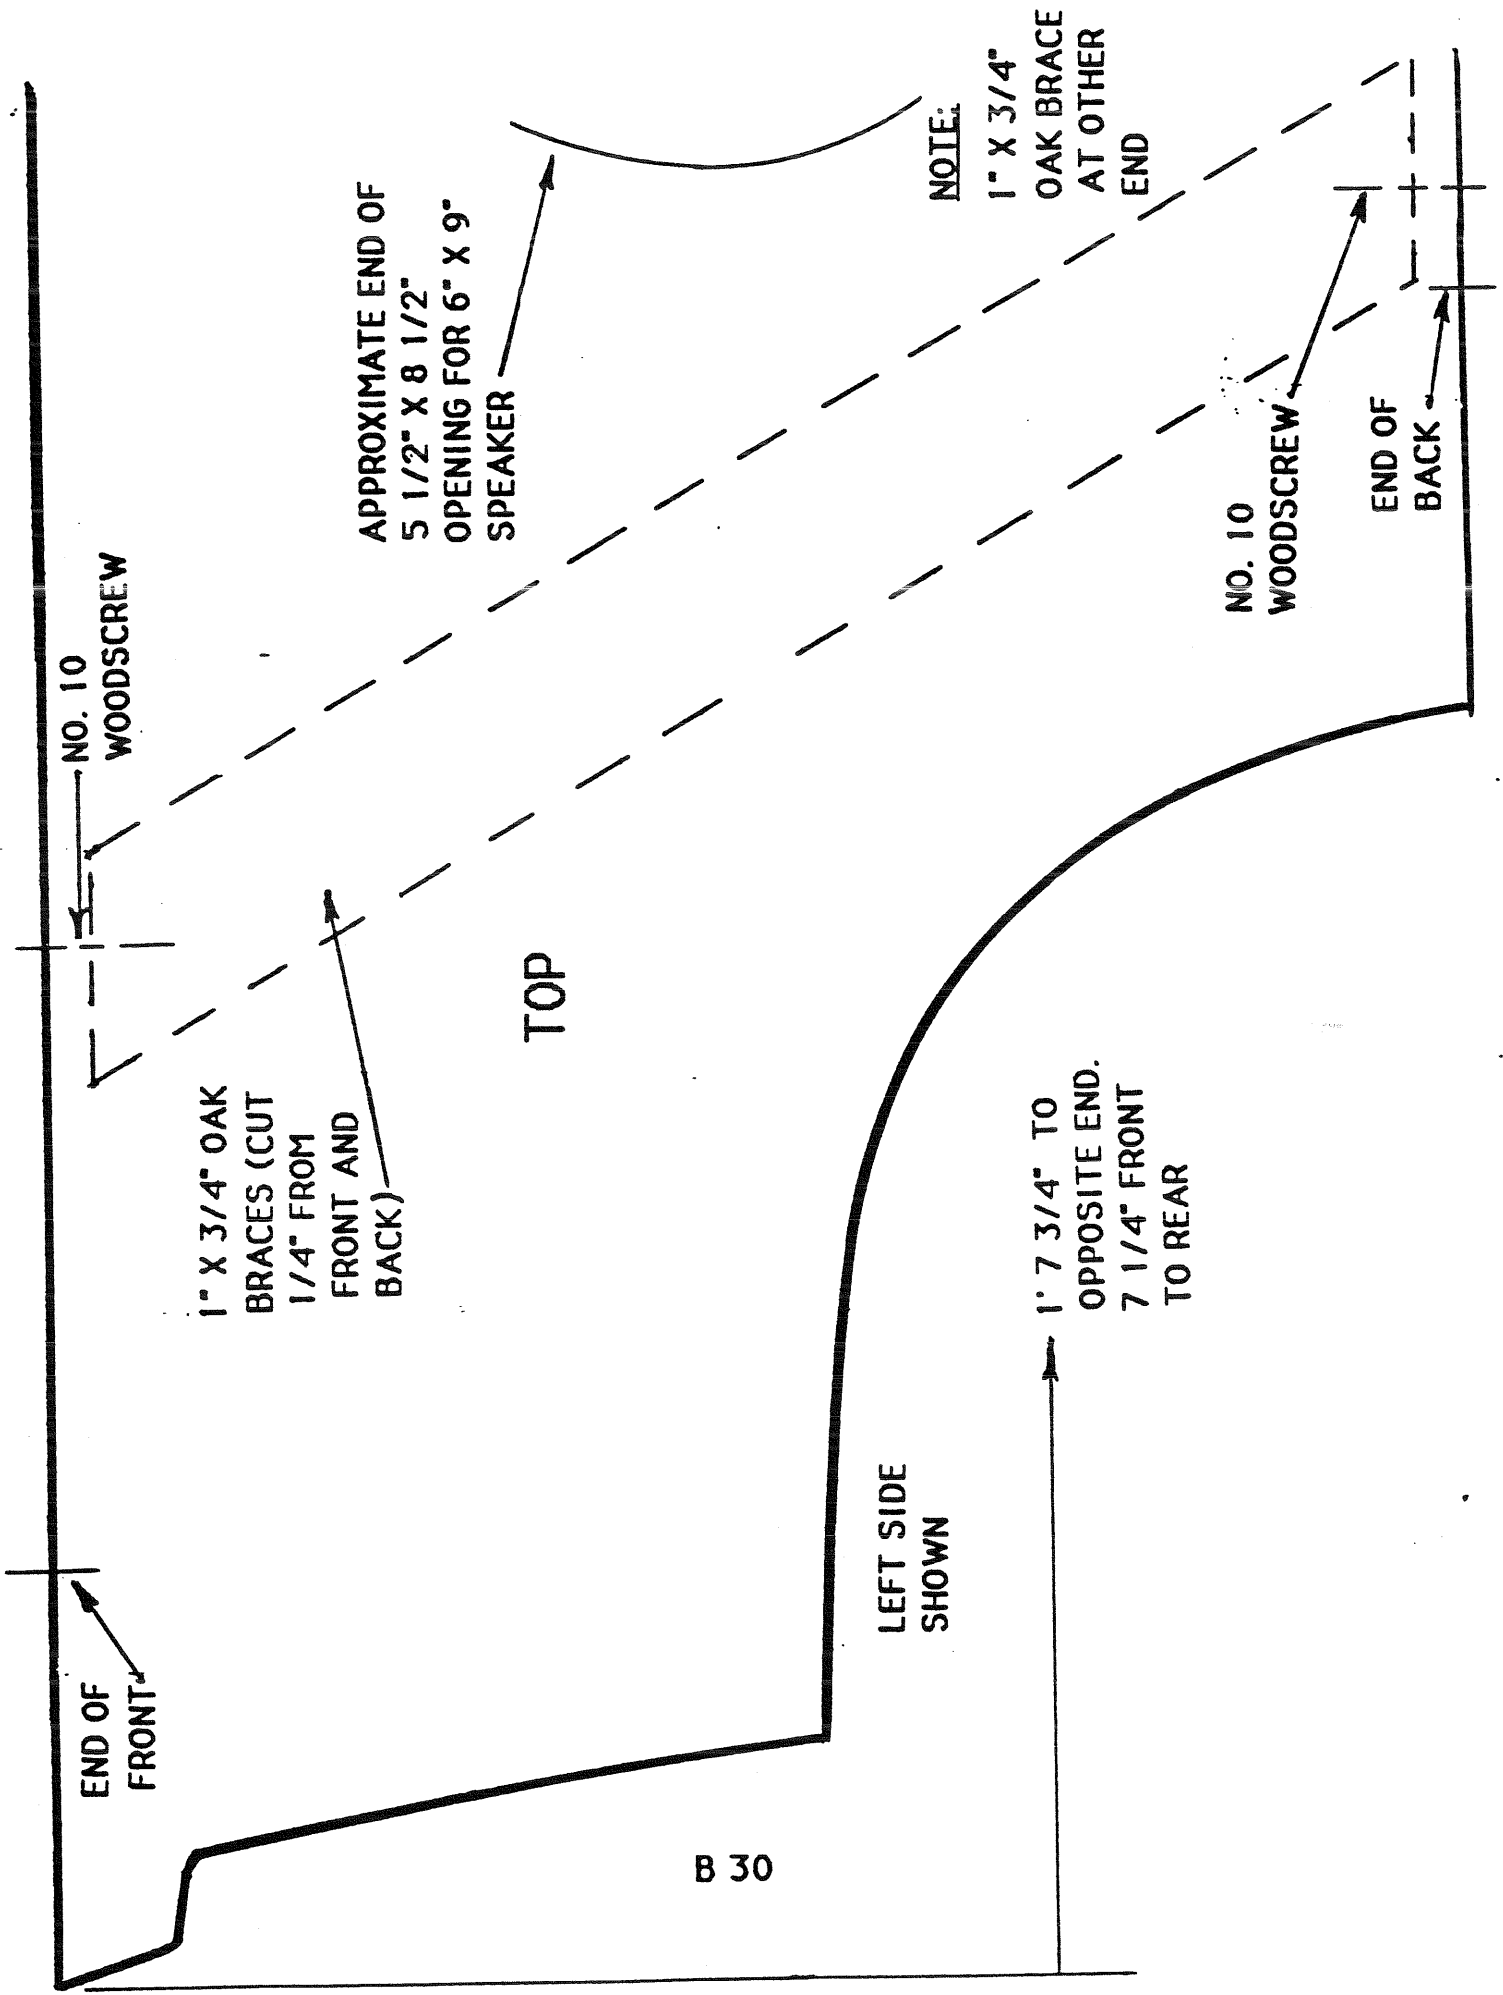 END OF
FRONT
NO. 10
WOODSCREW
1" X 3/4" OAK
BRACES (CUT
1/4" FROM
FRONT AND
BACK)
APPROXIMATE END OF
5 1/2" X 8 1/2"
OPENING FOR 6" X 9"
SPEAKER
TOP
NOTE:
1" X 3/4"
OAK BRACE
AT OTHER
END
B 30
LEFT SIDE
SHOWN
1' 7 3/4" TO
OPPOSITE END.
7 1/4" FRONT
TO REAR
NO. 10
WOODSCREW
END OF
BACK